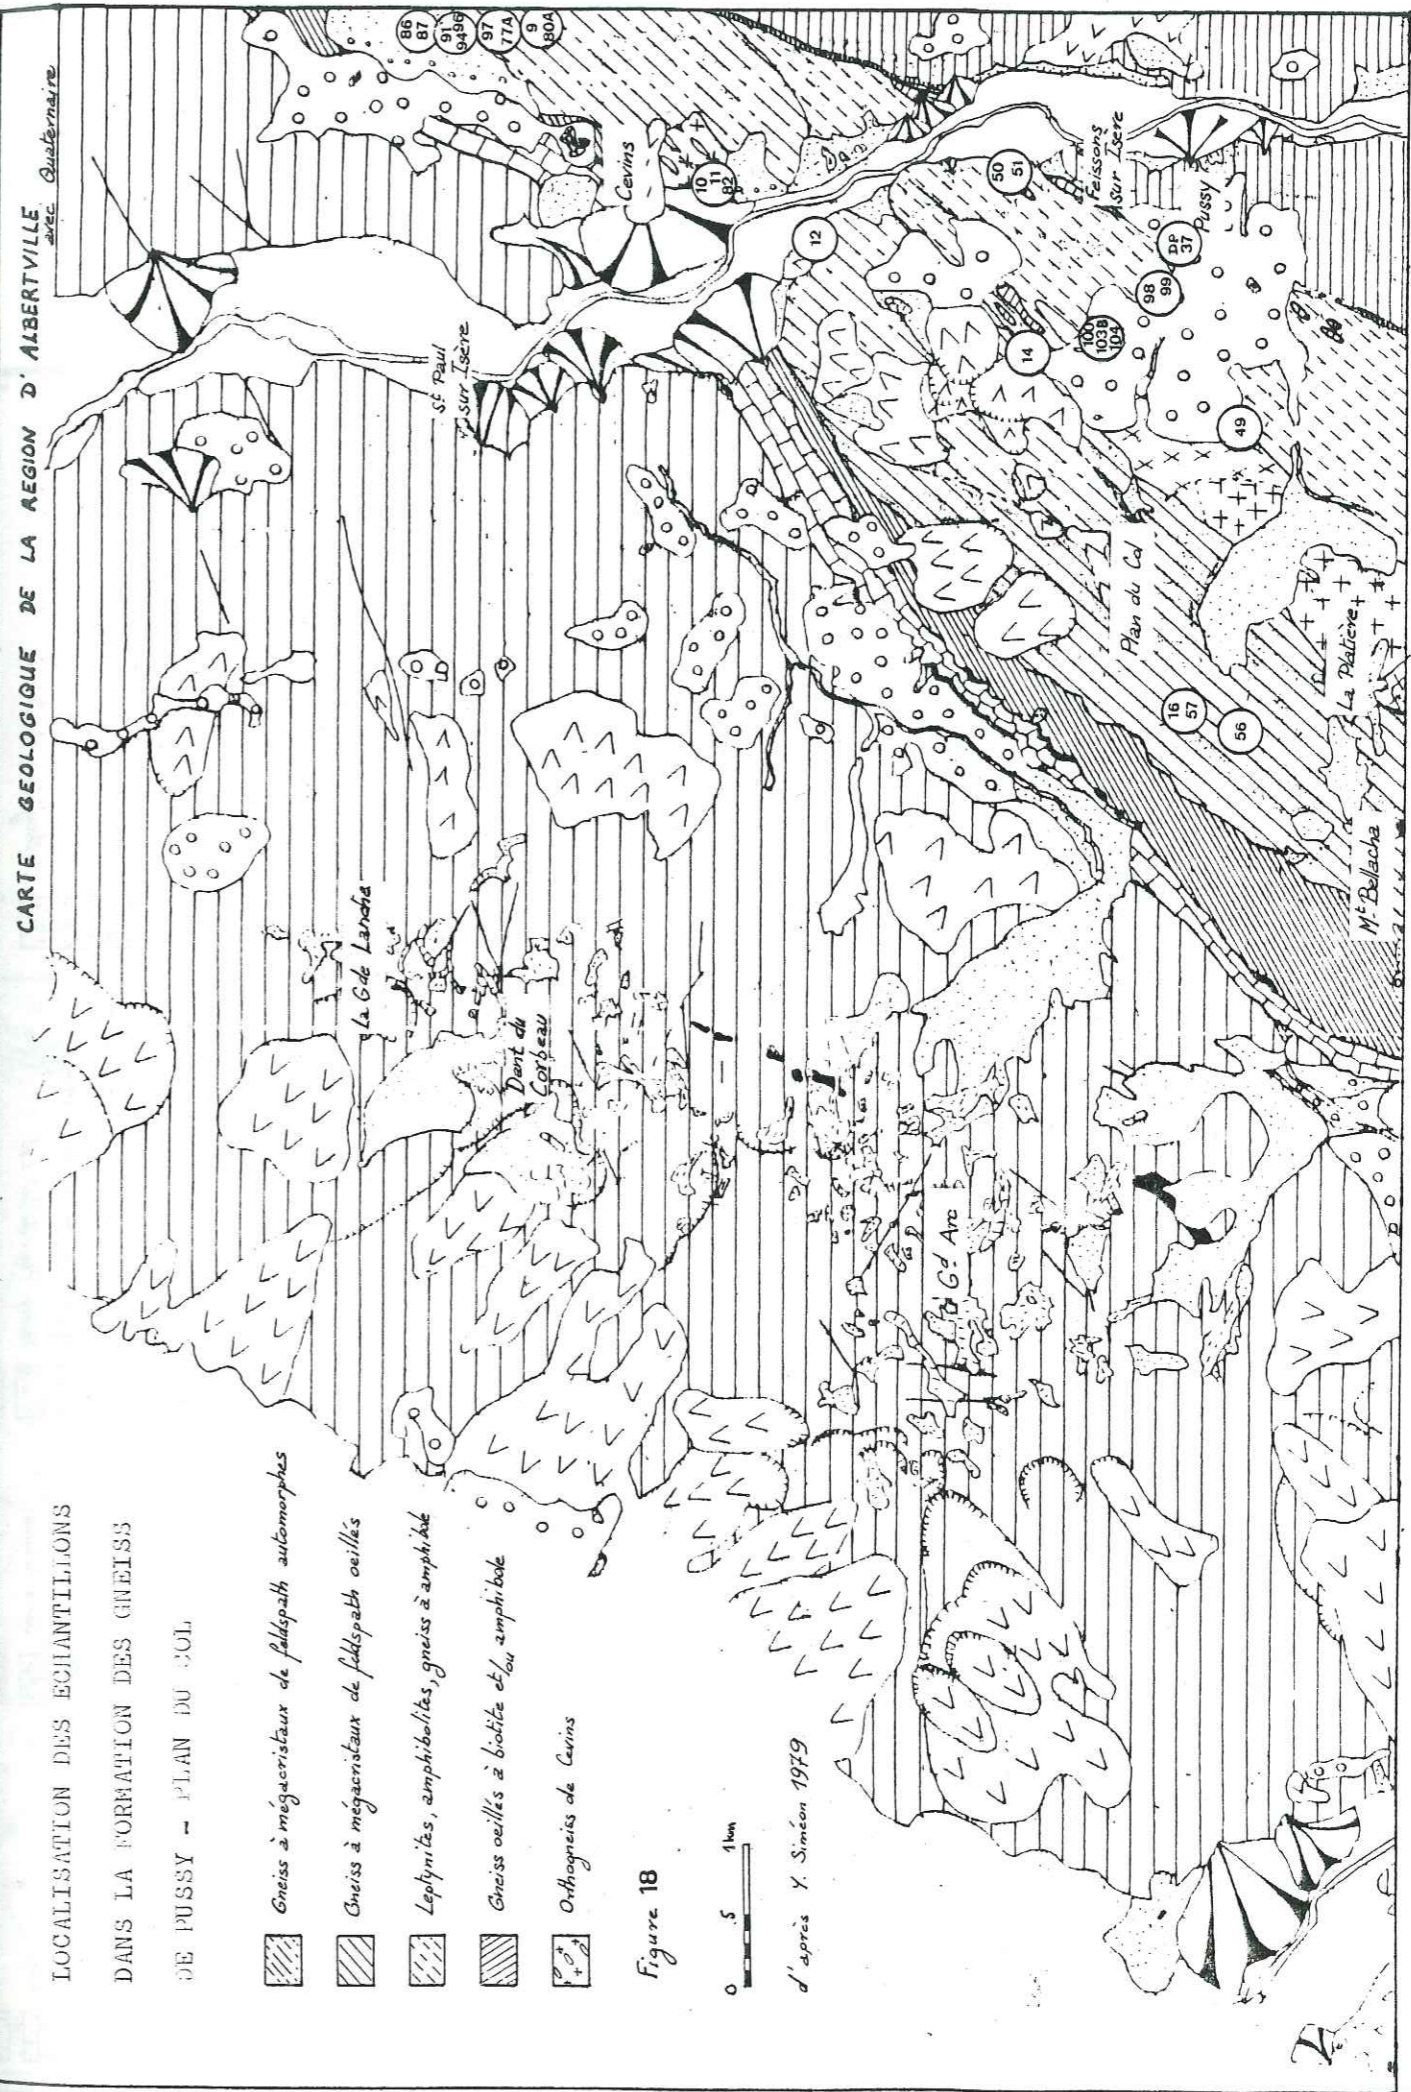 CARTE GEOLOGIQUE DE LA REGION D'ALBERTVILLE
avec Quaternaire
LOCALISATION DES ECHANTILLONS
DANS LA FORMATION DES GNEISS
DE PUSSY - PLAN DU COL
Gneiss à mégacristaux de feldspath automorphes
Gneiss à mégacristaux de feldspath oeillés
Leptynites, amphibolites, gneiss à amphibole
Gneiss oeillés à biotite et/ou amphibole
Orthogneiss de Cevins
Figure 18
0 .5 1km
d'après Y. Siméon 1979
La Gde Lanche
Dent du
Corbeau
Gd Arc
St Paul
sur Isère
Cevins
Feissons
sur Isere
Pussy
Plan du Col
La Platière
Mt Bellacha
86
87
91
94
96
97
77A
9
80A
10
11
82
12
50
51
DP
37
98
99
100
103B
104
14
49
16
57
56